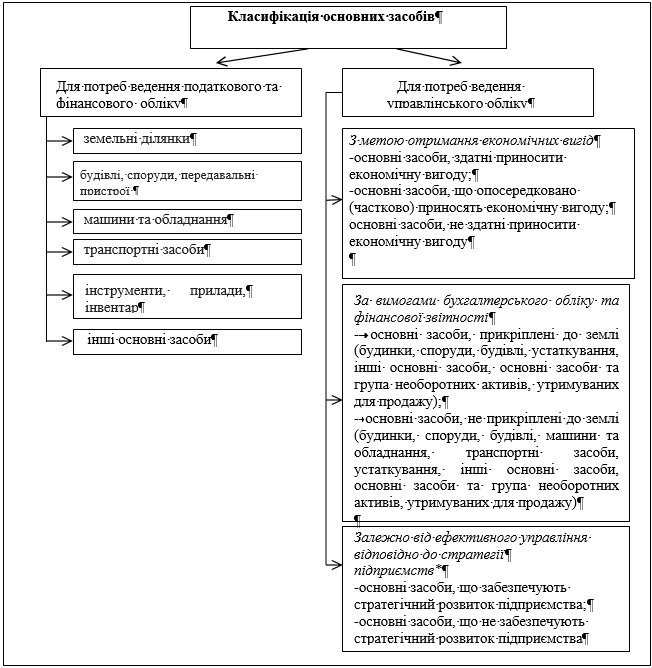 Класифікація основних засобів¶
Для потреб ведення податкового та
фінансового обліку¶
земельні ділянки¶
будівлі, споруди, передавальні
пристрої¶
машини та обладнання¶
транспортні засоби¶
інструменти, прилади,¶
інвентар¶
інші основні засоби¶
Для потреб ведення
управлінського обліку¶
З метою отримання економічних вигід¶
-основні засоби, здатні приносити
економічну вигоду;¶
-основні засоби, що опосередковано
(частково) приносять економічну вигоду;¶
основні засоби, не здатні приносити
економічну вигоду¶
¶
За вимогами бухгалтерського обліку та
фінансової звітності¶
-→основні засоби, прикріплені до землі
(будинки, споруди, будівлі, устаткування,
інші основні засоби, основні засоби та
група необоротних активів, утримуваних
для продажу);¶
-→основні засоби, не прикріплені до землі
(будинки, споруди, будівлі, машини та
обладнання, транспортні засоби,
устаткування, інші основні засоби,
основні засоби та група необоротних
активів, утримуваних для продажу)¶
¶
Залежно від ефективного управління
відповідно до стратегії¶
підприємств*¶
-основні засоби, що забезпечують
стратегічний розвиток підприємства;¶
-основні засоби, що не забезпечують
стратегічний розвиток підприємства¶